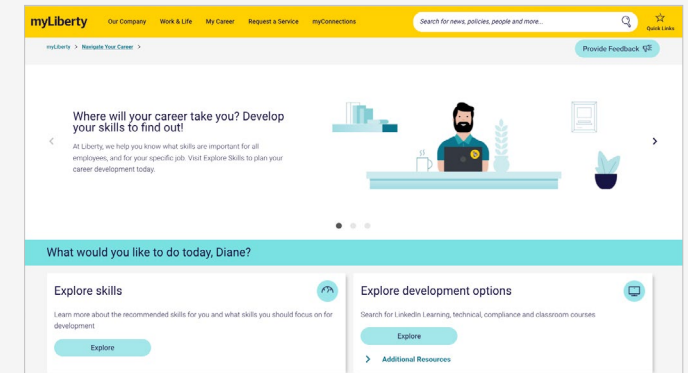 myLiberty
Our Company Work & Life My Career Request a Service myConnections
Search for news, policies, people and more...
Quick Links
myLiberty > Navigate Your Career >
Provide Feedback
Where will your career take you? Develop
your skills to find out!
At Liberty, we help you know what skills are important for all
employees, and for your specific job. Visit Explore Skills to plan your
career development today.
What would you like to do today, Diane?
Explore skills
Learn more about the recommended skills for you and what skills you should focus on for
development
Explore
Explore development options
Search for LinkedIn Learning, technical, compliance and classroom courses
Explore
> Additional Resources